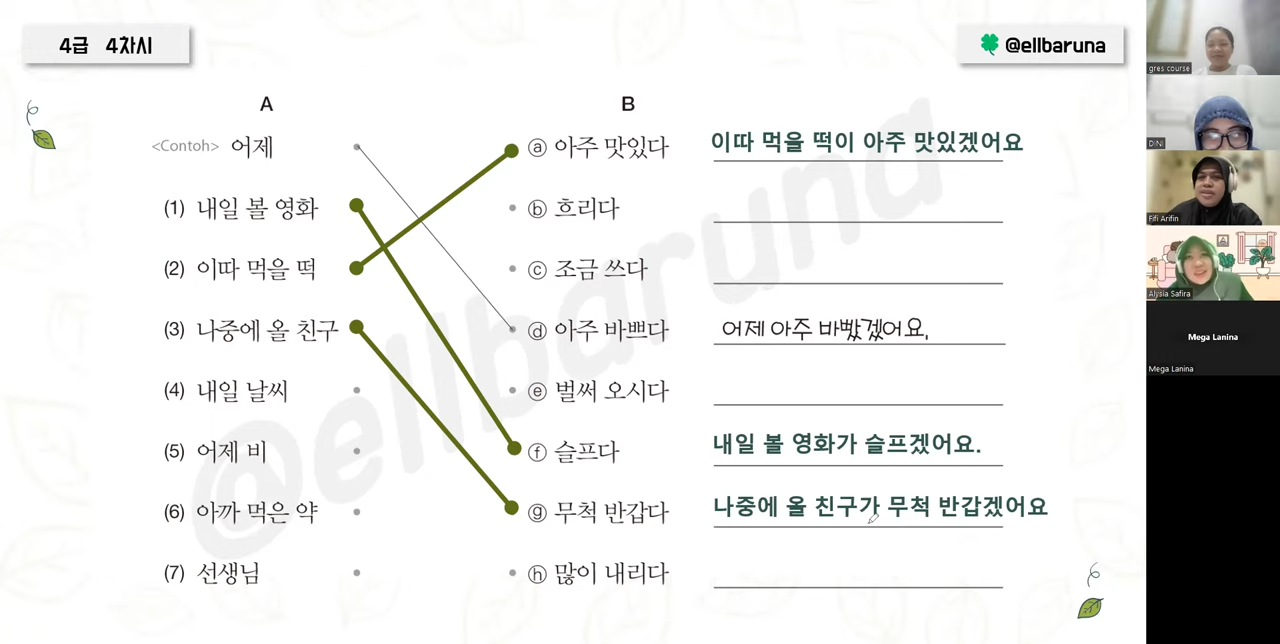 4급 4차시
@ellbaruna
A B
<Contoh> 어제 ⓐ 아주 맛있다 이따 먹을 떡이 아주 맛있겠어요
(1) 내일 볼 영화 ⓑ 흐리다
(2) 이따 먹을 떡 ⓒ 조금 쓰다
(3) 나중에 올 친구 ⓓ 아주 바쁘다 어제 아주 바빴겠어요.
(4) 내일 날씨 ⓔ 벌써 오시다
(5) 어제 비 ⓕ 슬프다 내일 볼 영화가 슬프겠어요.
(6) 아까 먹은 약 ⓖ 무척 반갑다 나중에 올 친구가 무척 반갑겠어요
(7) 선생님 ⓗ 많이 내리다
@ellbaruna
gres course
DINI
Fifi Arifin
Alysia Safira
Mega Lanina
Mega Lanina